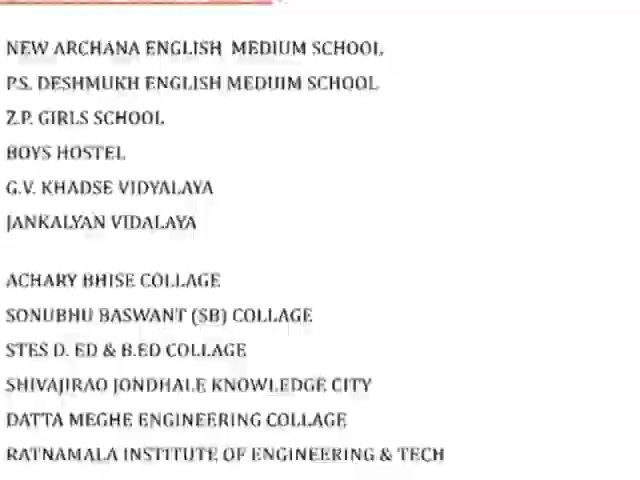 NEW ARCHANA ENGLISH MEDIUM SCHOOL
P.S. DESHMUKH ENGLISH MEDUIM SCHOOL
Z.P. GIRLS SCHOOL
BOYS HOSTEL
G.V. KHADSE VIDYALAYA
JANKALYAN VIDALAYA
ACHARY BHISE COLLAGE
SONUBHU BASWANT (SB) COLLAGE
STES D. ED & B.ED COLLAGE
SHIVAJIRAO JONDHALE KNOWLEDGE CITY
DATTA MEGHE ENGINEERING COLLAGE
RATNAMALA INSTITUTE OF ENGINEERING & TECH